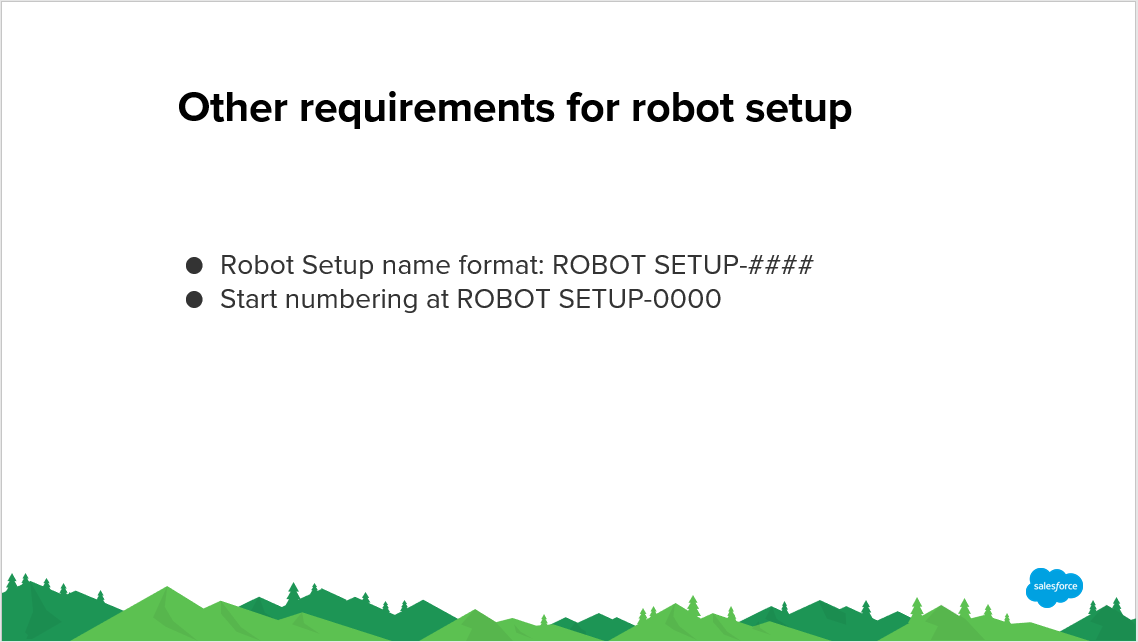 Other requirements for robot setup
● Robot Setup name format: ROBOT SETUP-####
● Start numbering at ROBOT SETUP-0000
salesforce